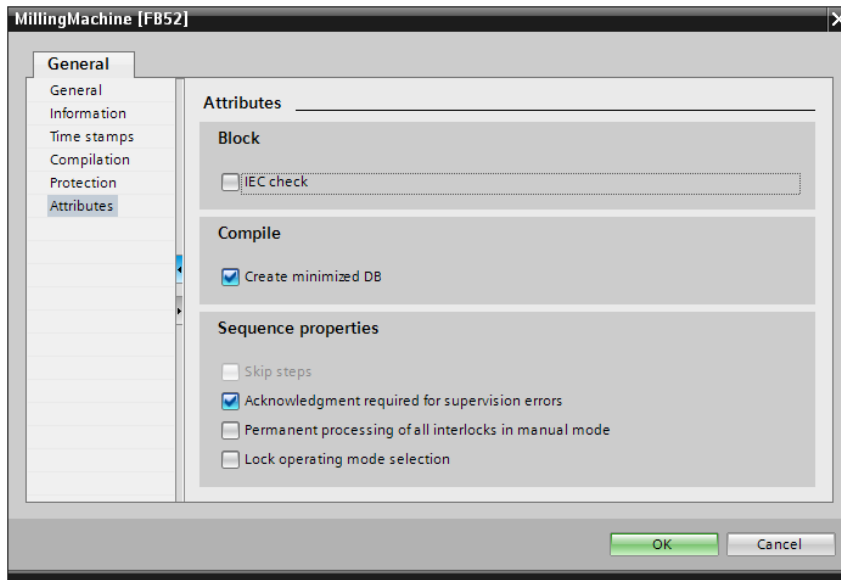 MillingMachine [FB52]
General
General
Information
Time stamps
Compilation
Protection
Attributes
Attributes
Block
IEC check
Compile
Create minimized DB
Sequence properties
Skip steps
Acknowledgment required for supervision errors
Permanent processing of all interlocks in manual mode
Lock operating mode selection
OK
Cancel